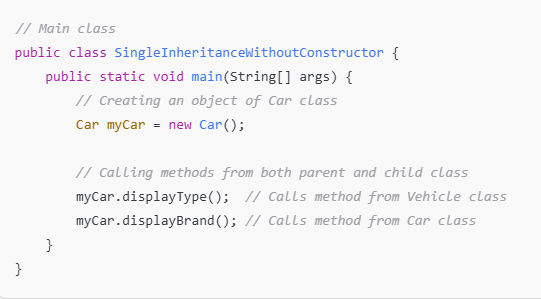 // Main class
public class SingleInheritanceWithoutConstructor {
    public static void main(String[] args) {
        // Creating an object of Car class
        Car myCar = new Car();

        // Calling methods from both parent and child class
        myCar.displayType();  // Calls method from Vehicle class
        myCar.displayBrand(); // Calls method from Car class
    }
}